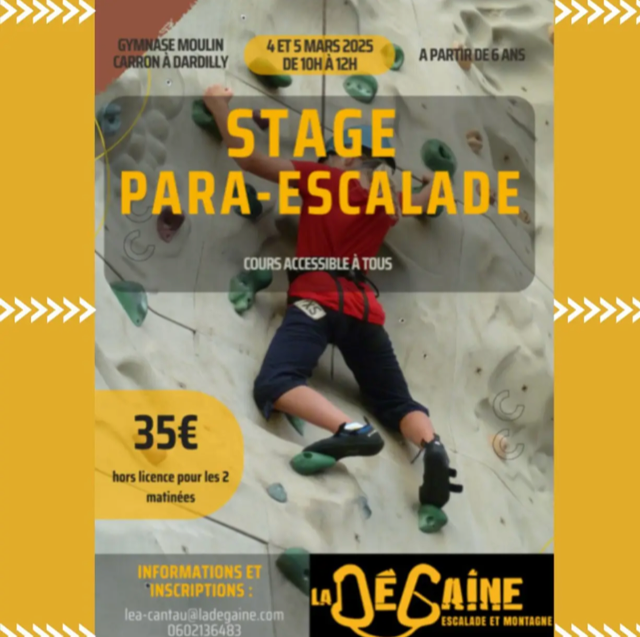 GYMNASE MOULIN
CARRON À DARDILLY
4 ET 5 MARS 2025
DE 10H À 12H
A PARTIR DE 6 ANS
STAGE
PARA-ESCALADE
COURS ACCESSIBLE À TOUS
35€
hors licence pour les 2
matinées
INFORMATIONS ET
INSCRIPTIONS :
lea-cantau@ladegaine.com
0602136483
LA DÉGAINE
ESCALADE ET MONTAGNE